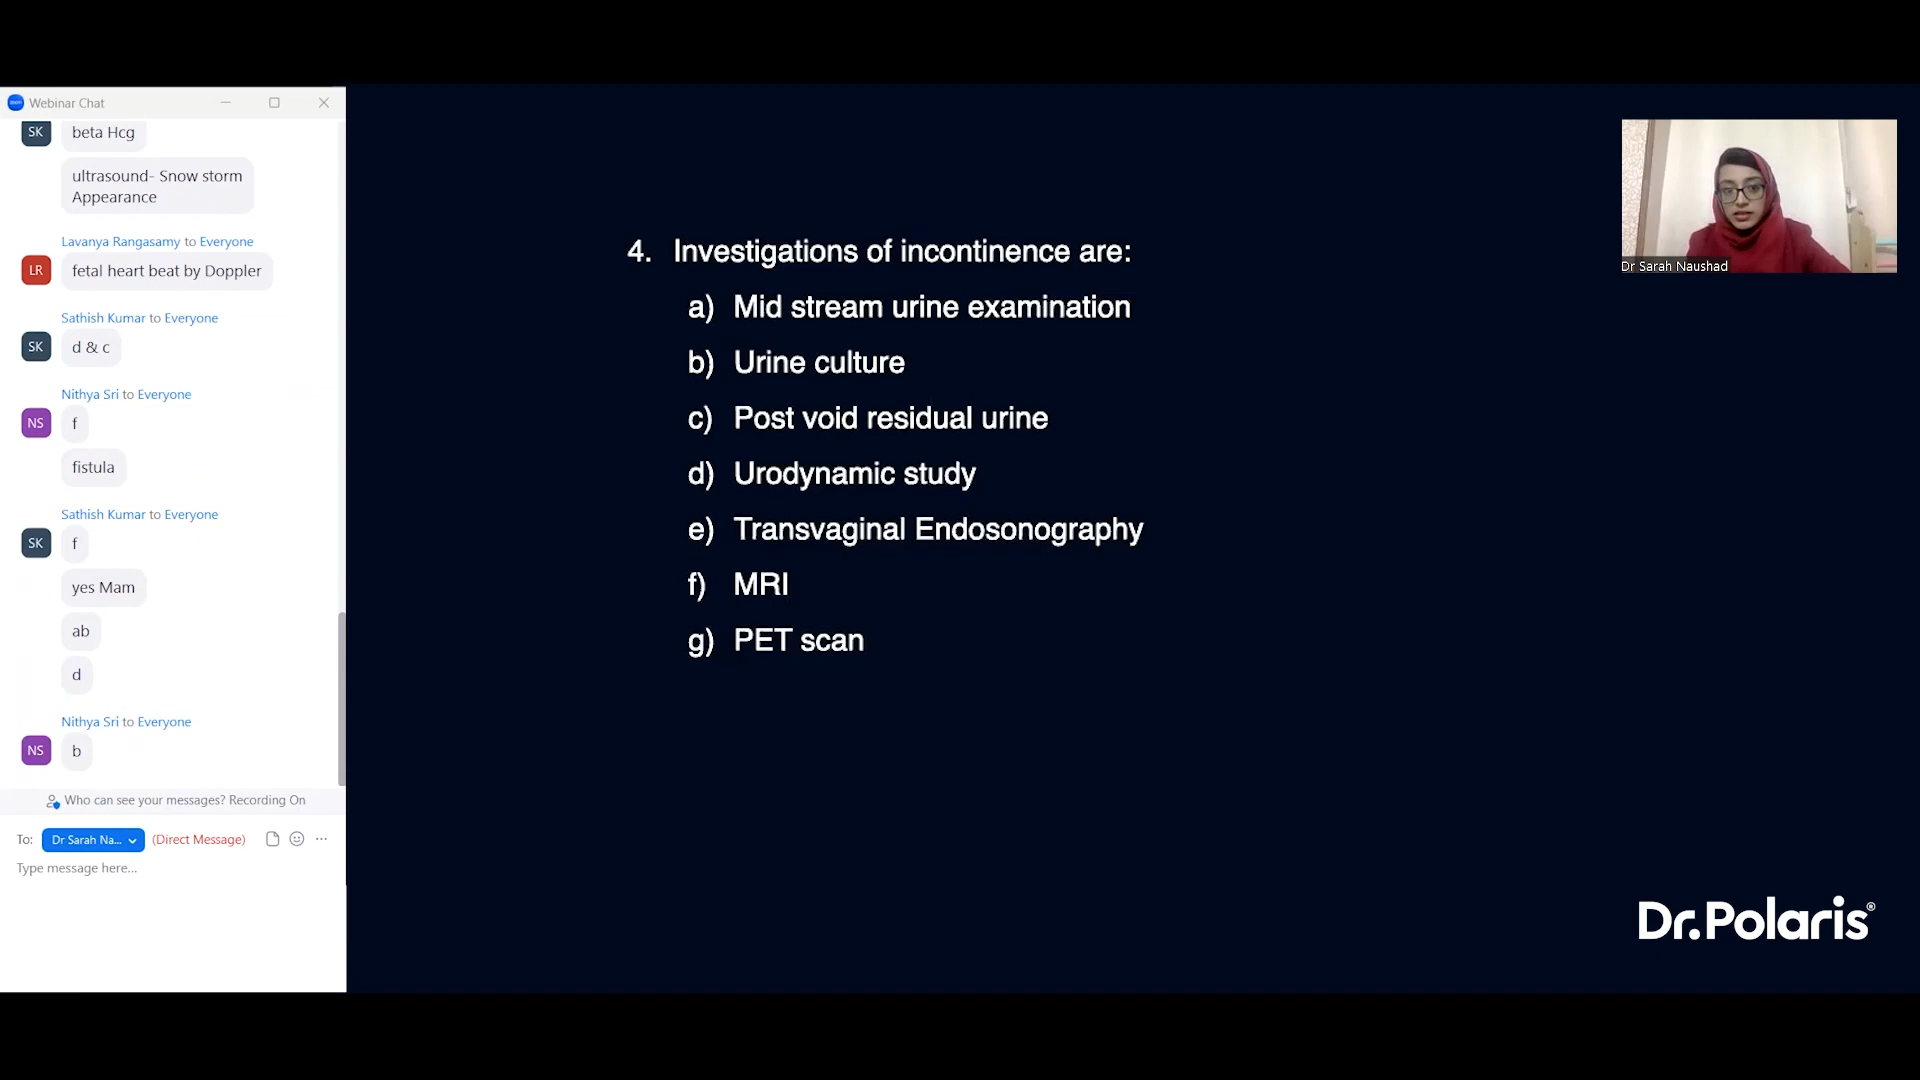 Webinar Chat
SK
beta Hcg
ultrasound- Snow storm
Appearance
Lavanya Rangasamy to Everyone
LR
fetal heart beat by Doppler
Sathish Kumar to Everyone
SK
d & c
Nithya Sri to Everyone
NS
f
fistula
Sathish Kumar to Everyone
SK
f
yes Mam
ab
d
Nithya Sri to Everyone
NS
b
Who can see your messages? Recording On
To: Dr Sarah Na... (Direct Message)
Type message here...
4. Investigations of incontinence are:
a) Mid stream urine examination
b) Urine culture
c) Post void residual urine
d) Urodynamic study
e) Transvaginal Endosonography
f) MRI
g) PET scan
Dr Sarah Naushad
Dr.Polaris®